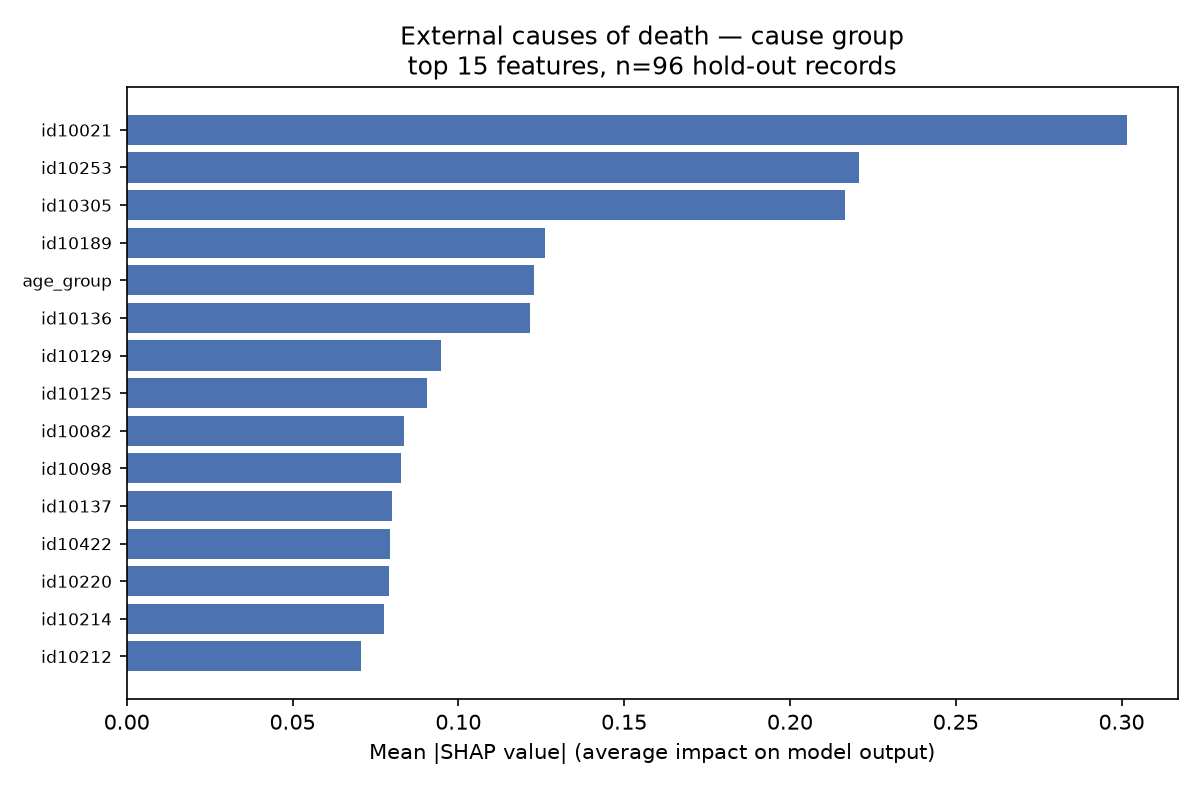 External causes of death — cause group
top 15 features, n=96 hold-out records
id10021
id10253
id10305
id10189
age_group
id10136
id10129
id10125
id10082
id10098
id10137
id10422
id10220
id10214
id10212
0.00 0.05 0.10 0.15 0.20 0.25 0.30
Mean |SHAP value| (average impact on model output)